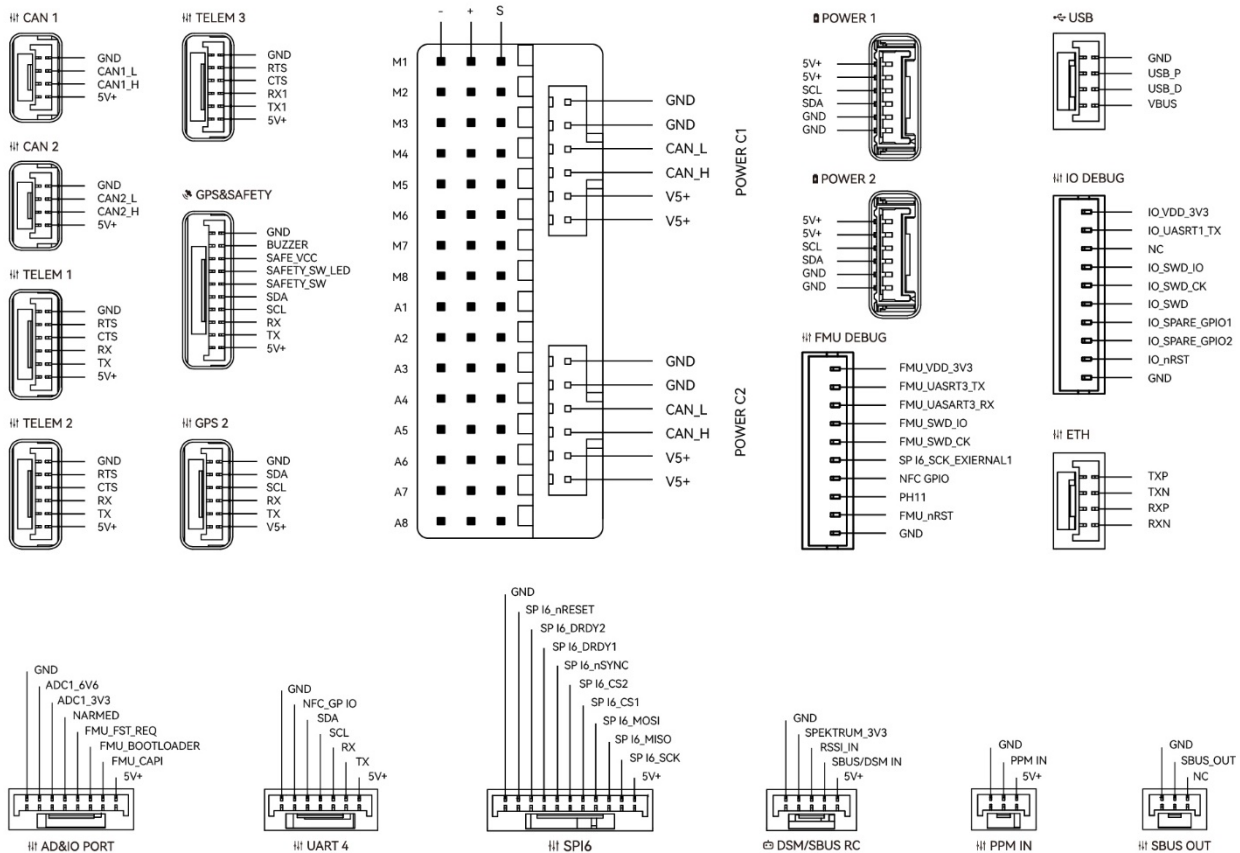 CAN 1
GND
CAN1_L
CAN1_H
5V+
CAN 2
GND
CAN2_L
CAN2_H
5V+
TELEM 1
GND
RTS
CTS
RX
TX
5V+
TELEM 2
GND
RTS
CTS
RX
TX
5V+
TELEM 3
GND
RTS
CTS
RX1
TX1
5V+
GPS&SAFETY
GND
BUZZER
SAFE_VCC
SAFETY_SW_LED
SAFETY_SW
SDA
SCL
RX
TX
5V+
GPS 2
GND
SDA
SCL
RX
TX
V5+
- + S
M1
M2
M3
M4
M5
M6
M7
M8
A1
A2
A3
A4
A5
A6
A7
A8
GND
GND
CAN_L
CAN_H
V5+
V5+
POWER C1
GND
GND
CAN_L
CAN_H
V5+
V5+
POWER C2
POWER 1
5V+
5V+
SCL
SDA
GND
GND
POWER 2
5V+
5V+
SCL
SDA
GND
GND
FMU DEBUG
FMU_VDD_3V3
FMU_UASRT3_TX
FMU_UASART3_RX
FMU_SWD_IO
FMU_SWD_CK
SP I6_SCK_EXIERNAL1
NFC GPIO
PH11
FMU_nRST
GND
USB
GND
USB_P
USB_D
VBUS
IO DEBUG
IO_VDD_3V3
IO_UASRT1_TX
NC
IO_SWD_IO
IO_SWD_CK
IO_SWD
IO_SPARE_GPIO1
IO_SPARE_GPIO2
IO_nRST
GND
ETH
TXP
TXN
RXP
RXN
GND
ADC1_6V6
ADC1_3V3
NARMED
FMU_FST_REQ
FMU_BOOTLOADER
FMU_CAPI
5V+
AD&IO PORT
GND
NFC_GP IO
SDA
SCL
RX
TX
5V+
UART 4
GND
SP I6_nRESET
SP I6_DRDY2
SP I6_DRDY1
SP I6_nSYNC
SP I6_CS2
SP I6_CS1
SP I6_MOSI
SP I6_MISO
SP I6_SCK
5V+
SPI6
GND
SPEKTRUM_3V3
RSSI_IN
SBUS/DSM IN
5V+
DSM/SBUS RC
GND
PPM IN
5V+
PPM IN
GND
SBUS_OUT
NC
SBUS OUT